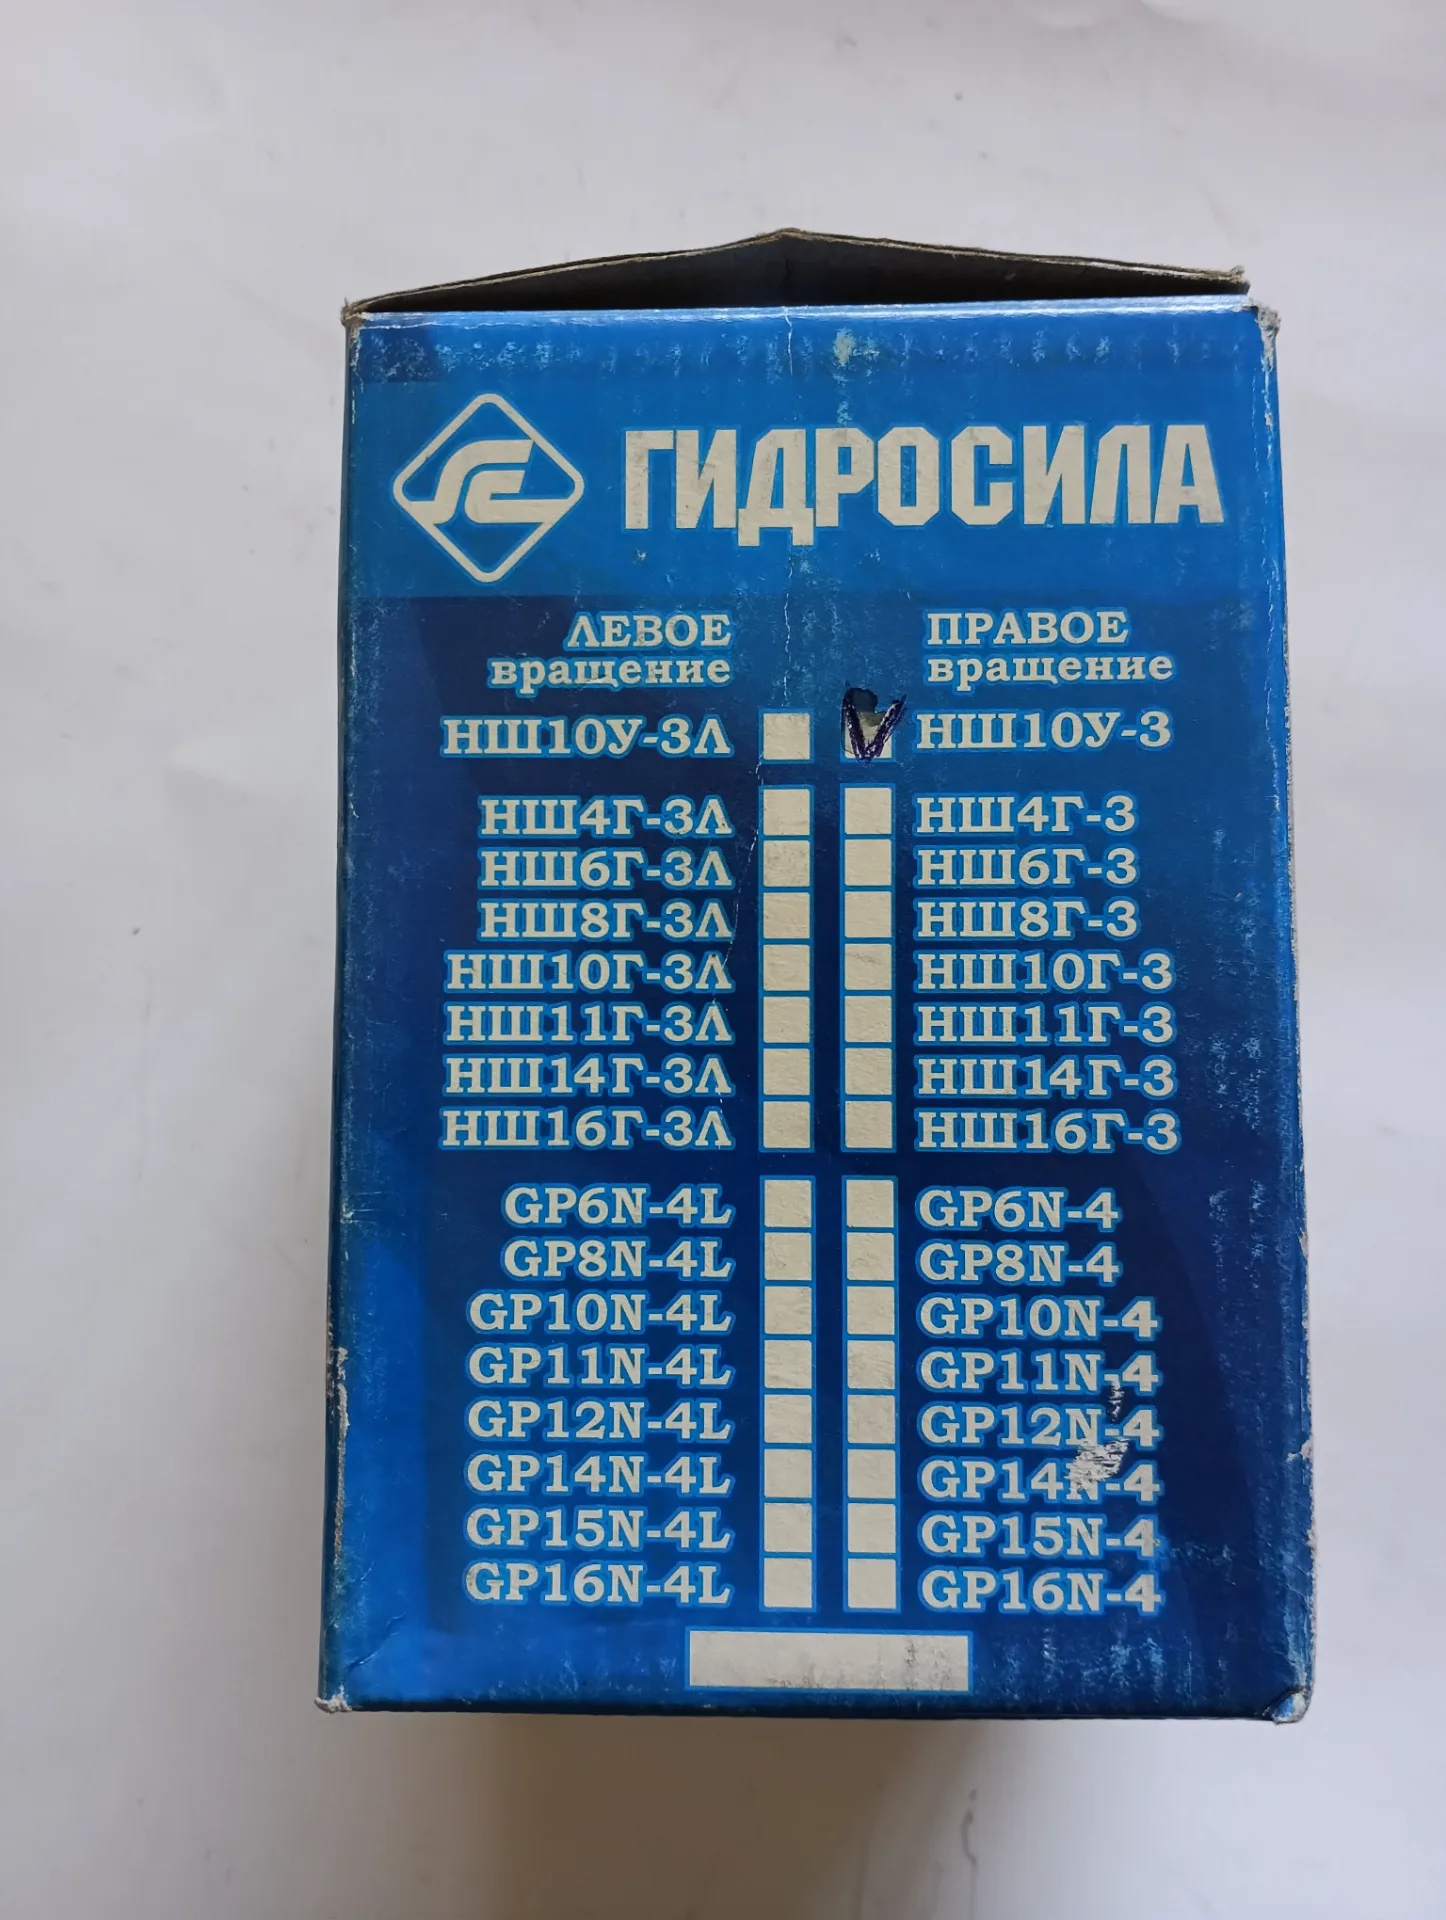 ГИДРОСИЛА
ЛЕВОЕ ПРАВОЕ
вращение вращение
НШ10У-3Л НШ10У-3
НШ4Г-3Л НШ4Г-3
НШ6Г-3Л НШ6Г-3
НШ8Г-3Л НШ8Г-3
НШ10Г-3Л НШ10Г-3
НШ11Г-3Л НШ11Г-3
НШ14Г-3Л НШ14Г-3
НШ16Г-3Л НШ16Г-3
GP6N-4L GP6N-4
GP8N-4L GP8N-4
GP10N-4L GP10N-4
GP11N-4L GP11N-4
GP12N-4L GP12N-4
GP14N-4L GP14N-4
GP15N-4L GP15N-4
GP16N-4L GP16N-4